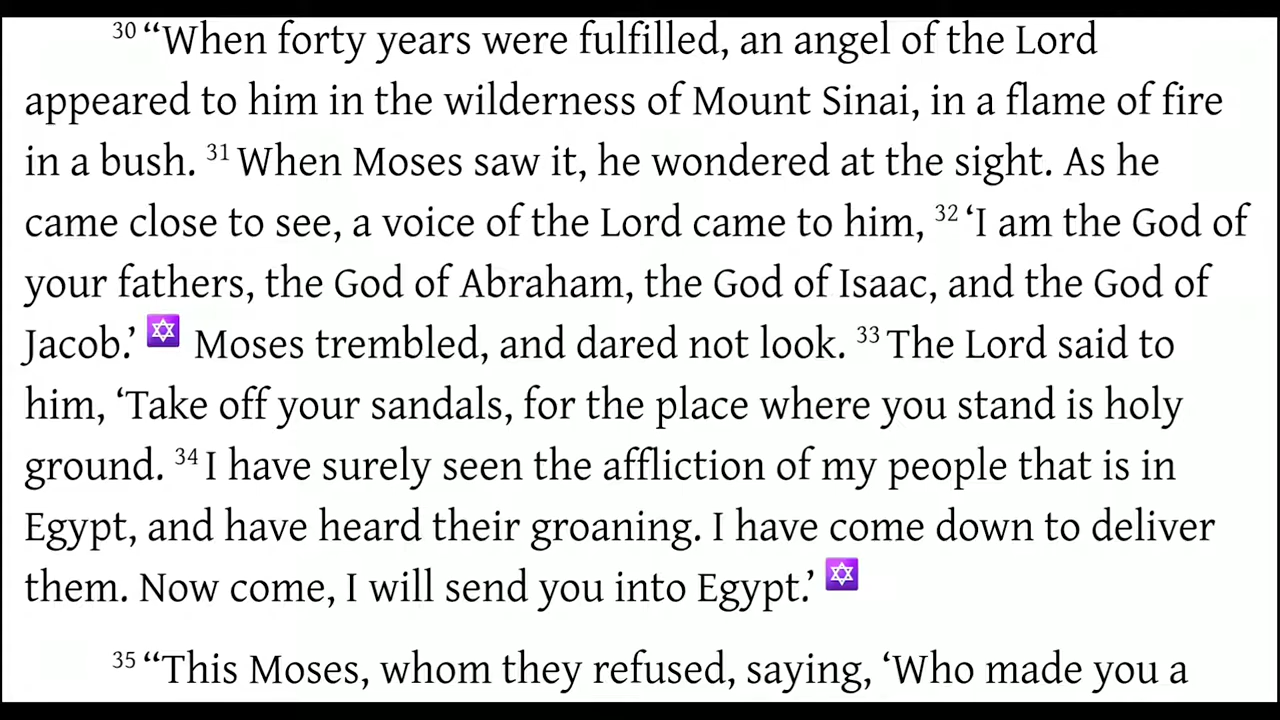 30 “When forty years were fulfilled, an angel of the Lord
appeared to him in the wilderness of Mount Sinai, in a flame of fire
in a bush. 31 When Moses saw it, he wondered at the sight. As he
came close to see, a voice of the Lord came to him, 32 ‘I am the God of
your fathers, the God of Abraham, the God of Isaac, and the God of
Jacob.’ 🔯 Moses trembled, and dared not look. 33 The Lord said to
him, ‘Take off your sandals, for the place where you stand is holy
ground. 34 I have surely seen the affliction of my people that is in
Egypt, and have heard their groaning. I have come down to deliver
them. Now come, I will send you into Egypt.’ 🔯
35 “This Moses, whom they refused, saying, ‘Who made you a